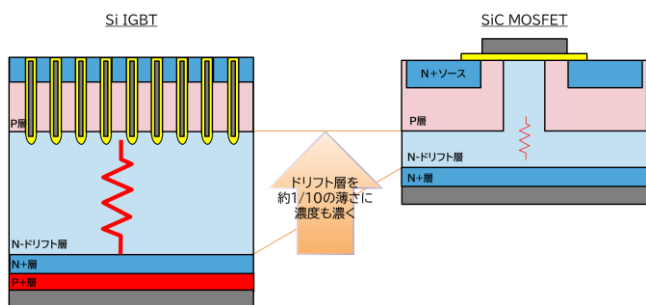 Si IGBT
SiC MOSFET
N+ソース
P層
P層
N-ドリフト層
ドリフト層を
約1/10の薄さに
濃度も濃く
N+層
N-ドリフト層
N+層
P+層